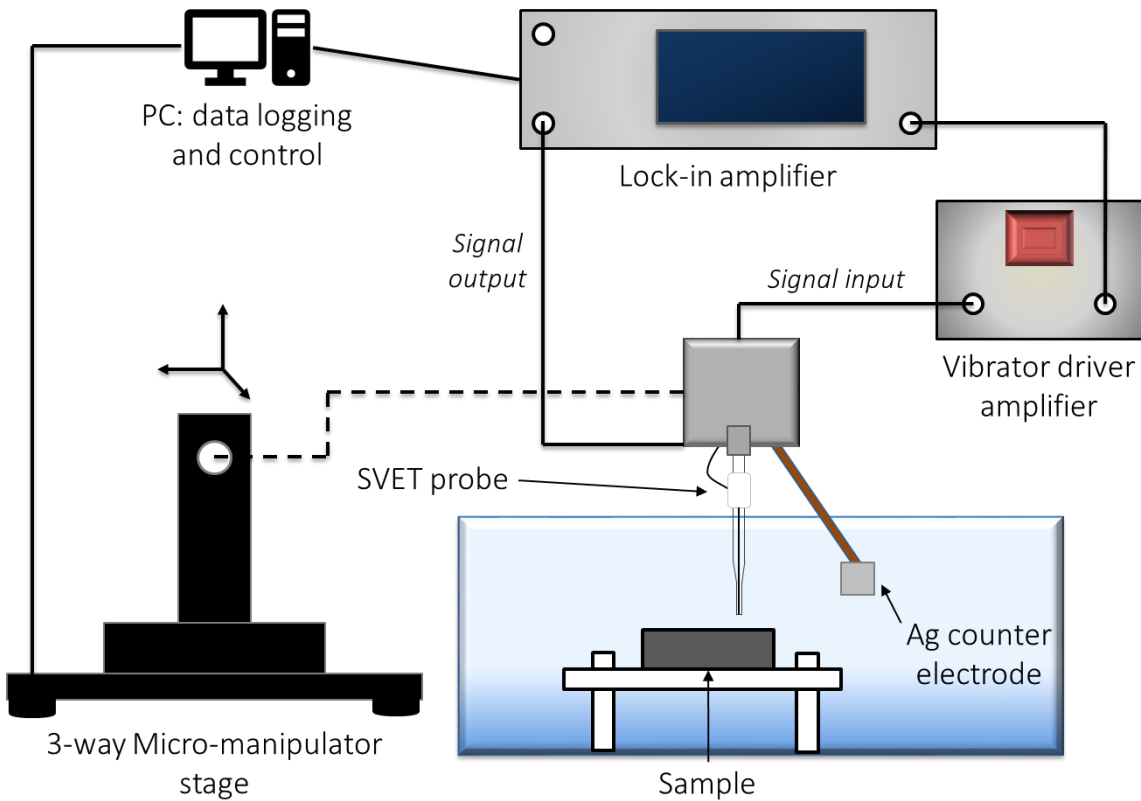 PC: data logging
and control
Lock-in amplifier
Signal
output
Signal input
Vibrator driver
amplifier
SVET probe
Ag counter
electrode
3-way Micro-manipulator
stage
Sample